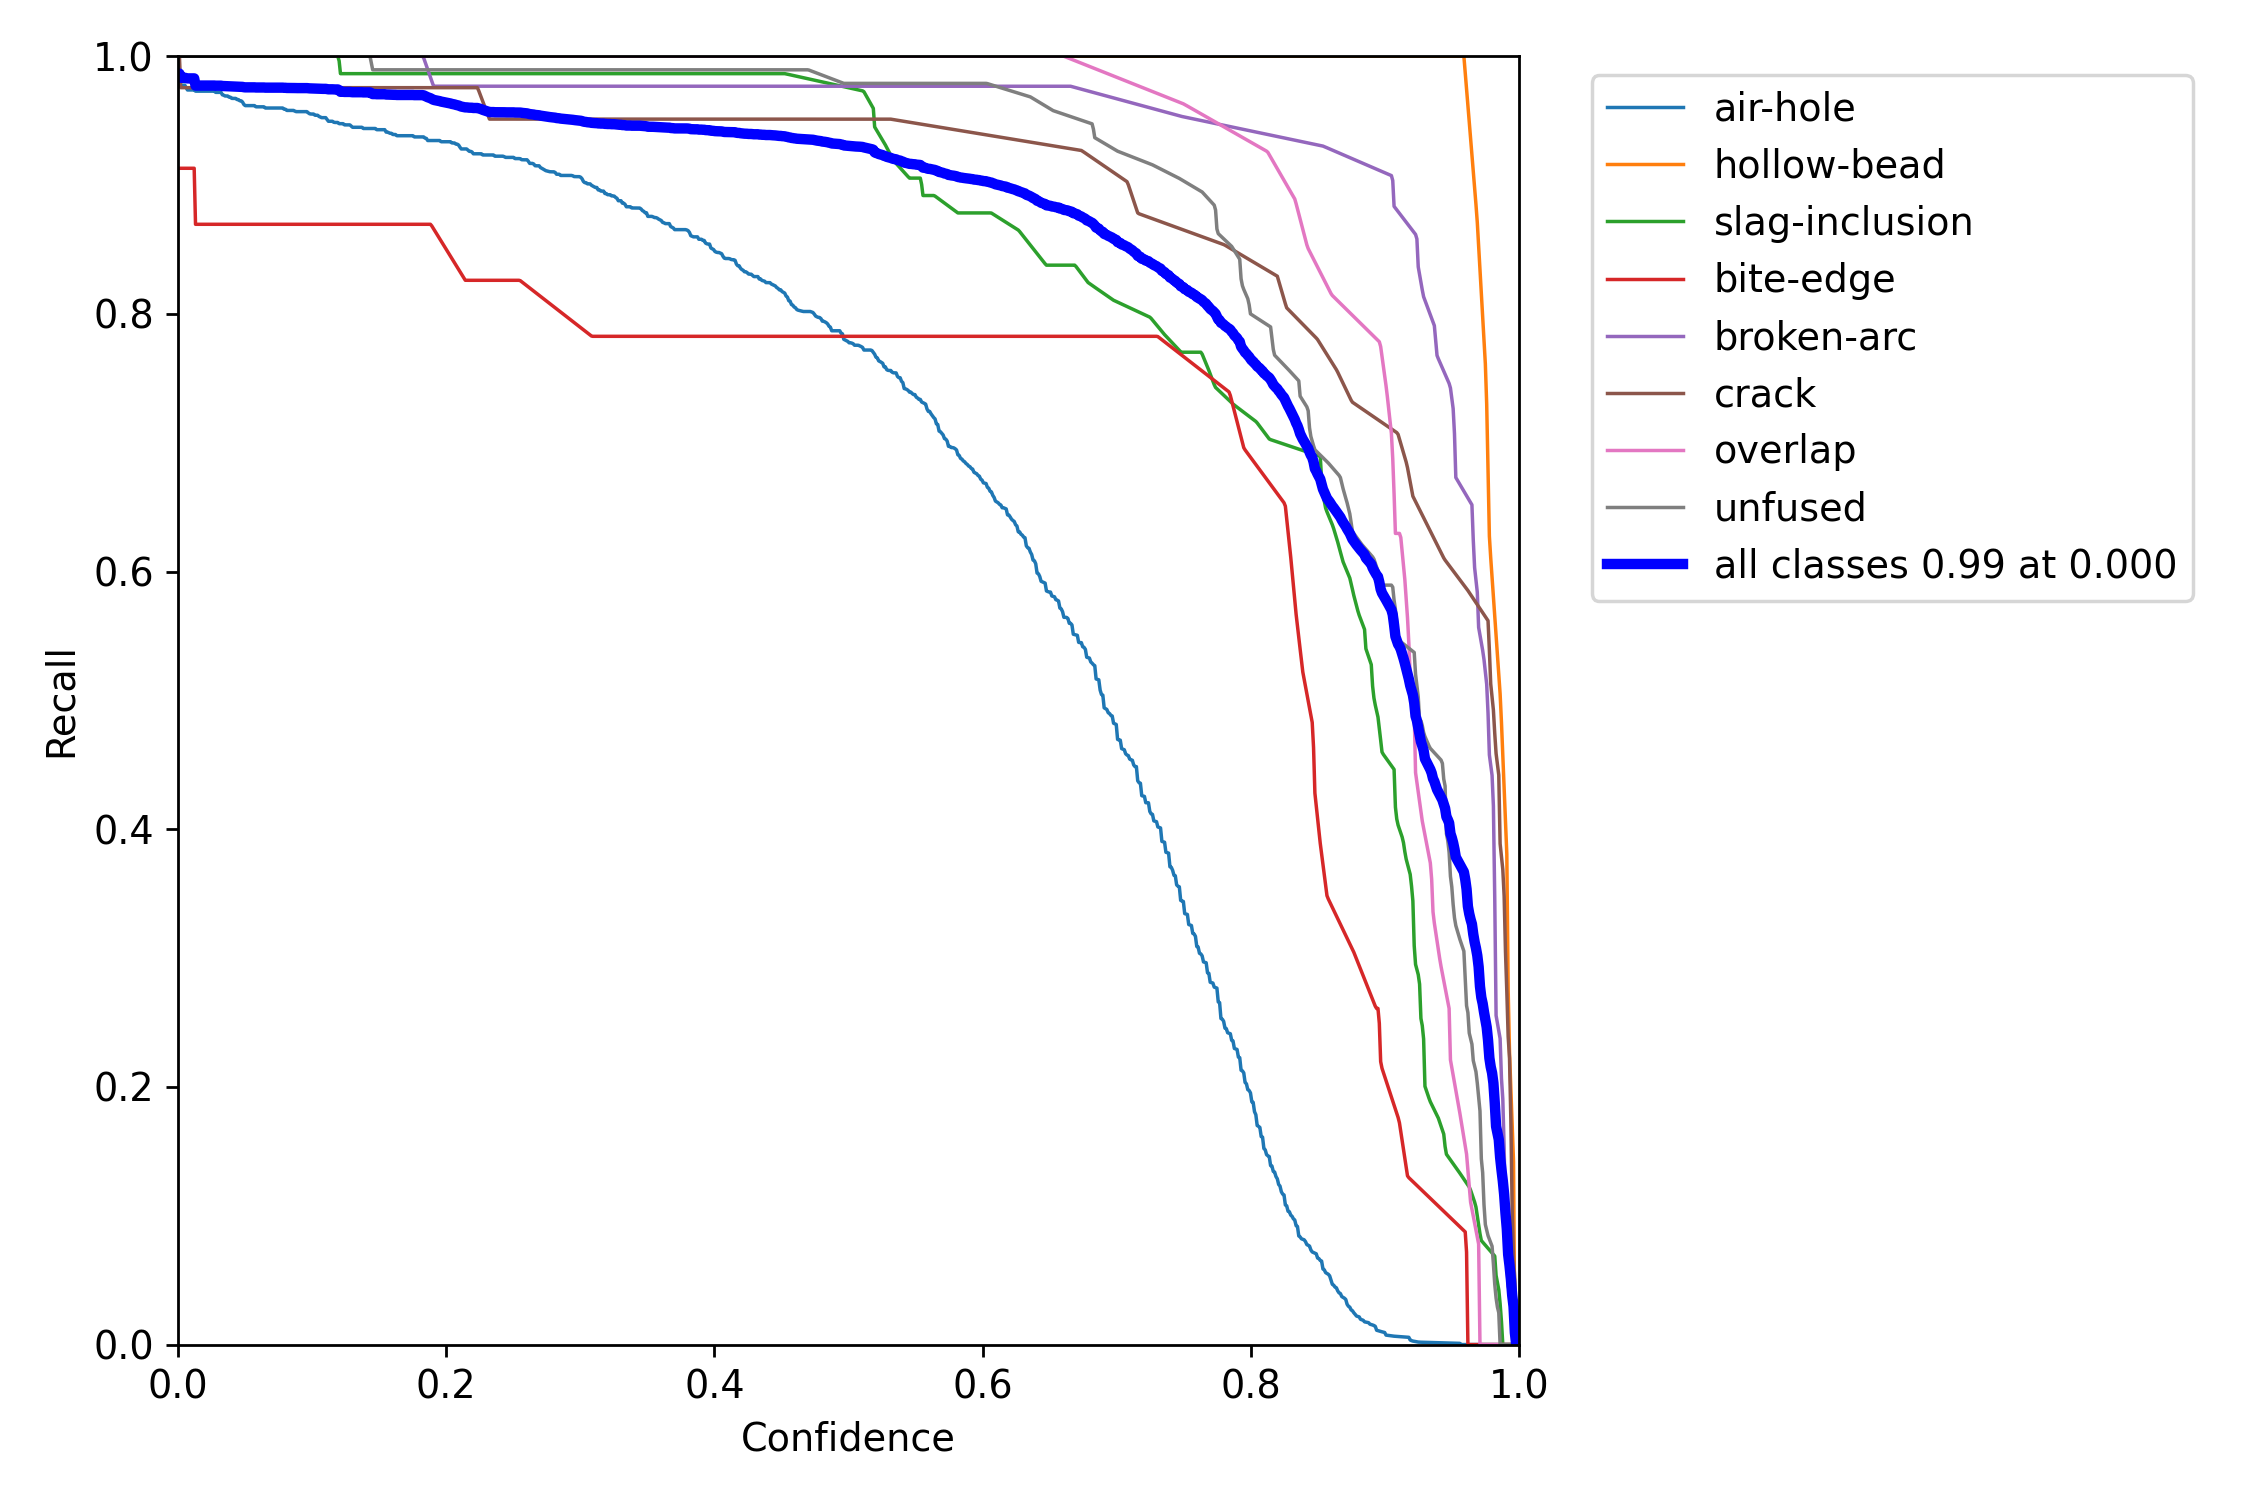 1.0
0.8
0.6
0.4
0.2
0.0
Recall
0.0 0.2 0.4 0.6 0.8 1.0
Confidence
air-hole
hollow-bead
slag-inclusion
bite-edge
broken-arc
crack
overlap
unfused
all classes 0.99 at 0.000